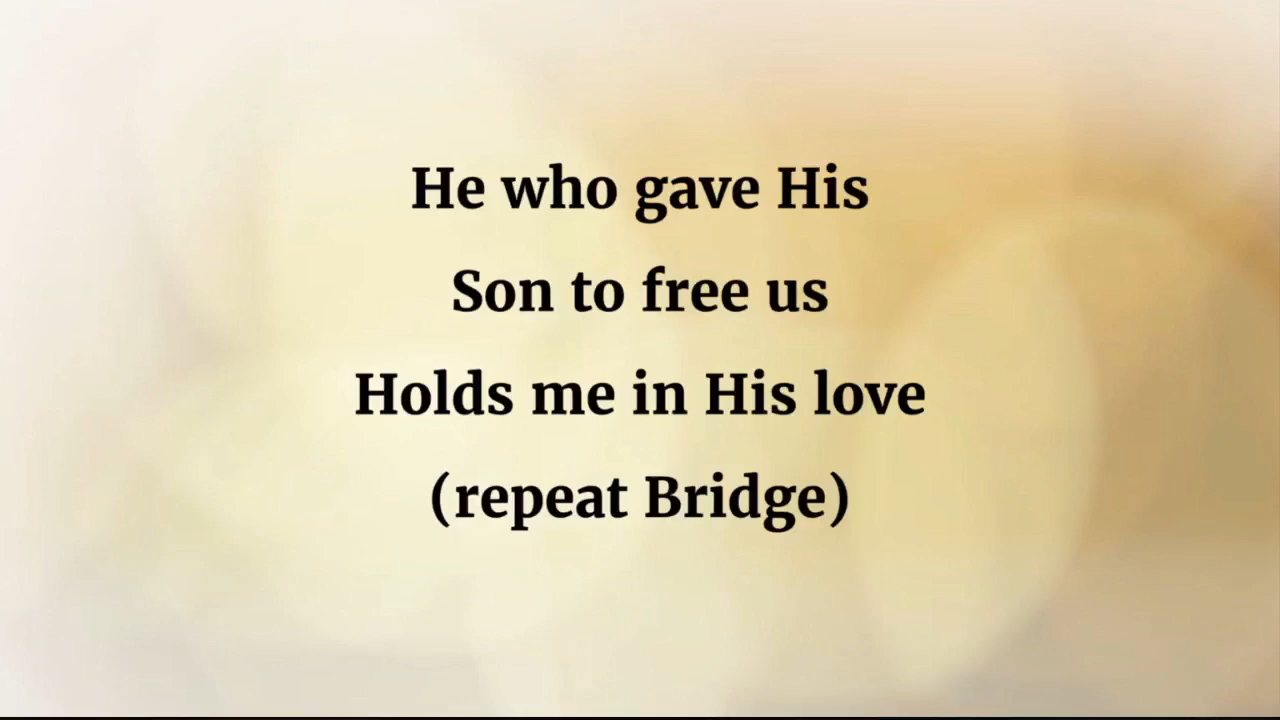 He who gave His
Son to free us
Holds me in His love
(repeat Bridge)